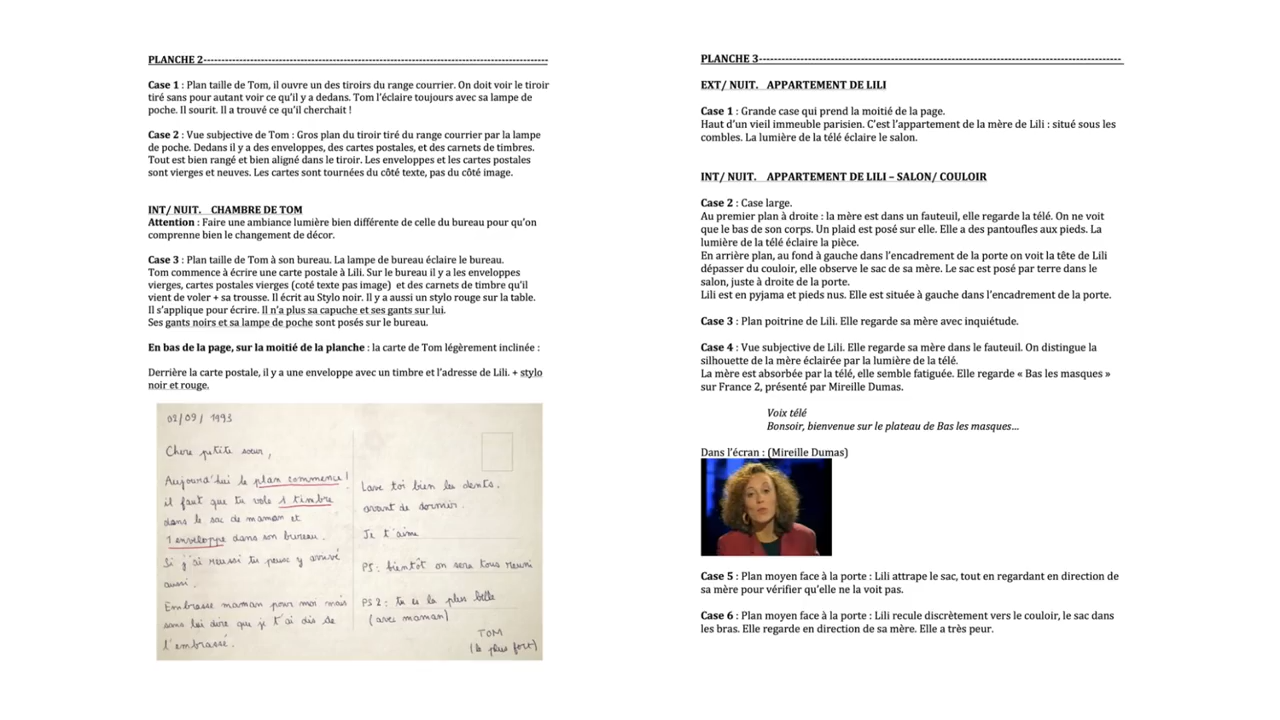 PLANCHE 2-----------------------------------------------------------------------------------------------
Case 1 : Plan taille de Tom, il ouvre un des tiroirs du range courrier. On doit voir le tiroir
tiré sans pour autant voir ce qu'il y a dedans. Tom l'éclaire toujours avec sa lampe de
poche. Il sourit. Il a trouvé ce qu'il cherchait !
Case 2 : Vue subjective de Tom : Gros plan du tiroir tiré du range courrier par la lampe
de poche. Dedans il y a des enveloppes, des cartes postales, et des carnets de timbres.
Tout est bien rangé et bien aligné dans le tiroir. Les enveloppes et les cartes postales
sont vierges et neuves. Les cartes sont tournées du côté texte, pas du côté image.
INT/ NUIT. CHAMBRE DE TOM
Attention : Faire une ambiance lumière bien différente de celle du bureau pour qu'on
comprenne bien le changement de décor.
Case 3 : Plan taille de Tom à son bureau. La lampe de bureau éclaire le bureau.
Tom commence à écrire une carte postale à Lili. Sur le bureau il y a les enveloppes
vierges, cartes postales vierges (coté texte pas image) et des carnets de timbre qu'il
vient de voler + sa trousse. Il écrit au Stylo noir. Il y a aussi un stylo rouge sur la table.
Il s'applique pour écrire. Il n'a plus sa capuche et ses gants sur lui.
Ses gants noirs et sa lampe de poche sont posés sur le bureau.
En bas de la page, sur la moitié de la planche : la carte de Tom légèrement inclinée :
Derrière la carte postale, il y a une enveloppe avec un timbre et l'adresse de Lili. + stylo
noir et rouge.
02/09/1993
Chere petite sœur,
Aujourd'hui le plan commence !
il faut que tu vole 1 timbre
dans le sac de maman et
1 enveloppe dans son bureau.
Si j'ai reussi tu peux y arrivé
aussi.
Embrasse maman pour moi mais
sans lui dire que je t'ai dis de
l'embrassé.
Lave toi bien les dents.
avant de dormir.
Je t'aime
PS : bientôt on sera tous reuni
PS2 : tu es la plus belle
(avec maman)
TOM
(le plus fort)
PLANCHE 3-----------------------------------------------------------------------------------------------
EXT/ NUIT. APPARTEMENT DE LILI
Case 1 : Grande case qui prend la moitié de la page.
Haut d'un vieil immeuble parisien. C'est l'appartement de la mère de Lili : situé sous les
combles. La lumière de la télé éclaire le salon.
INT/ NUIT. APPARTEMENT DE LILI – SALON/ COULOIR
Case 2 : Case large.
Au premier plan à droite : la mère est dans un fauteuil, elle regarde la télé. On ne voit
que le bas de son corps. Un plaid est posé sur elle. Elle a des pantoufles aux pieds. La
lumière de la télé éclaire la pièce.
En arrière plan, au fond à gauche dans l'encadrement de la porte on voit la tête de Lili
dépasser du couloir, elle observe le sac de sa mère. Le sac est posé par terre dans le
salon, juste à droite de la porte.
Lili est en pyjama et pieds nus. Elle est située à gauche dans l'encadrement de la porte.
Case 3 : Plan poitrine de Lili. Elle regarde sa mère avec inquiétude.
Case 4 : Vue subjective de Lili. Elle regarde sa mère dans le fauteuil. On distingue la
silhouette de la mère éclairée par la lumière de la télé.
La mère est absorbée par la télé, elle semble fatiguée. Elle regarde « Bas les masques »
sur France 2, présenté par Mireille Dumas.
Voix télé
Bonsoir, bienvenue sur le plateau de Bas les masques…
Dans l'écran : (Mireille Dumas)
Case 5 : Plan moyen face à la porte : Lili attrape le sac, tout en regardant en direction de
sa mère pour vérifier qu'elle ne la voit pas.
Case 6 : Plan moyen face à la porte : Lili recule discrètement vers le couloir, le sac dans
les bras. Elle regarde en direction de sa mère. Elle a très peur.